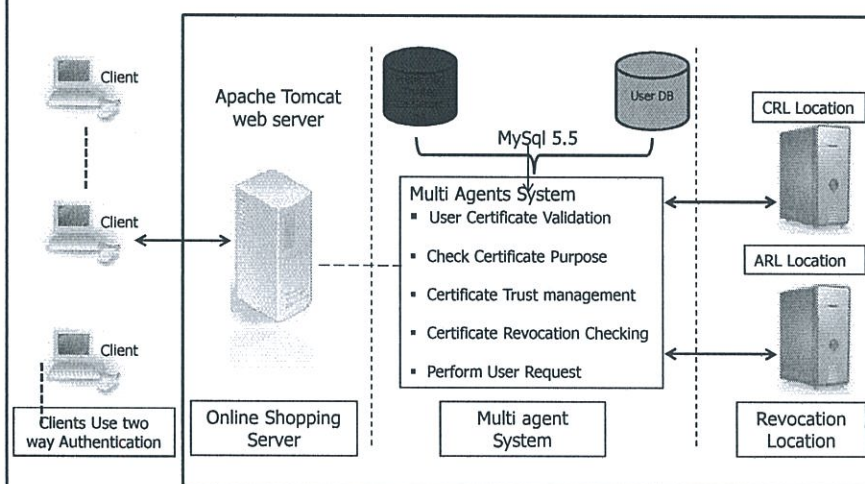 Client
Client
Client
Clients Use two
way Authentication
Apache Tomcat
web server
Online Shopping
Server
User DB
MySql 5.5
Multi Agents System
▪ User Certificate Validation
▪ Check Certificate Purpose
▪ Certificate Trust management
▪ Certificate Revocation Checking
▪ Perform User Request
Multi agent
System
CRL Location
ARL Location
Revocation
Location